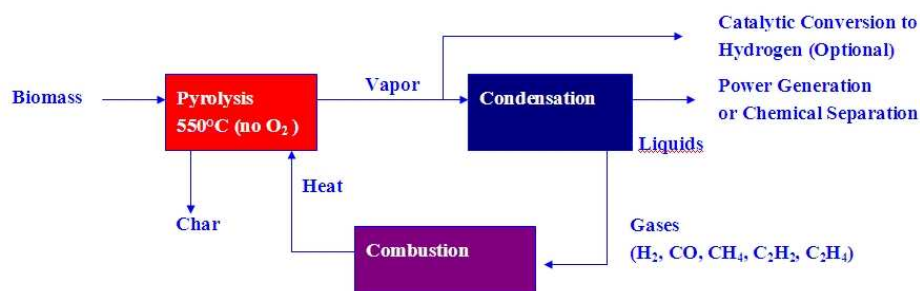 Catalytic Conversion to
Hydrogen (Optional)
Biomass
Pyrolysis
550°C (no O₂ )
Vapor
Condensation
Power Generation
or Chemical Separation
Liquids
Heat
Char
Combustion
Gases
(H₂, CO, CH₄, C₂H₂, C₂H₄)